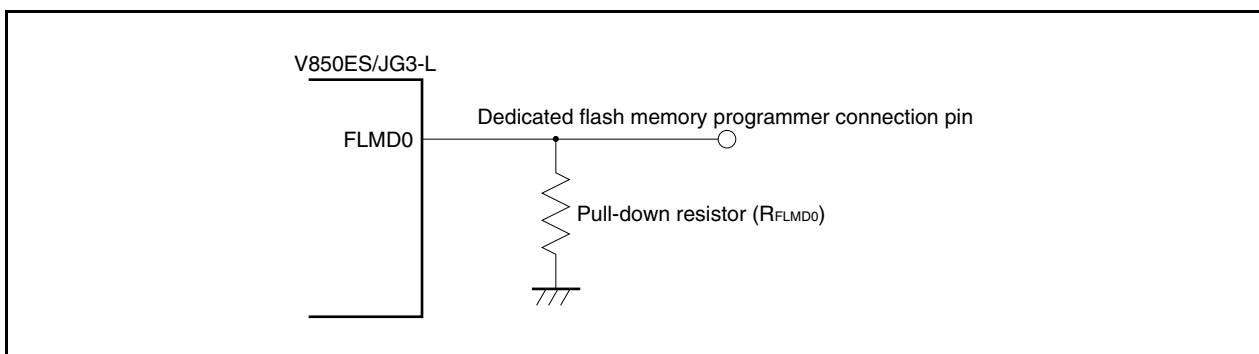 V850ES/JG3-L
Dedicated flash memory programmer connection pin
FLMD0
Pull-down resistor (RFLMD0)